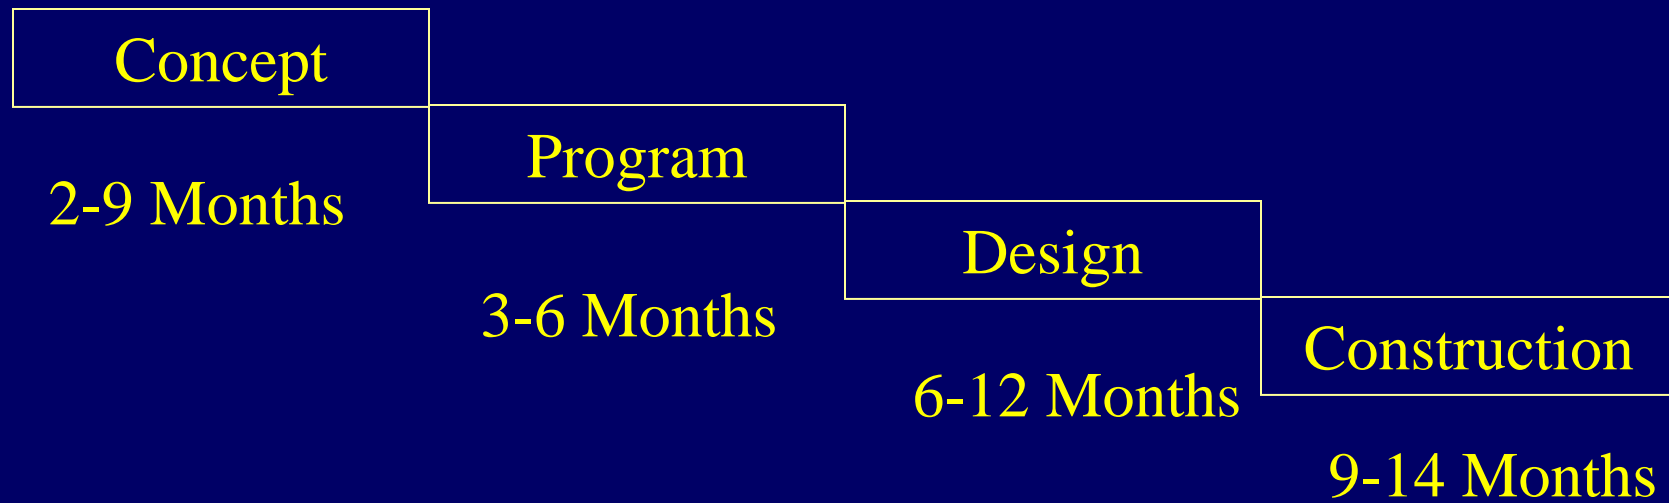 Concept
2-9 Months
Program
3-6 Months
Design
6-12 Months
Construction
9-14 Months